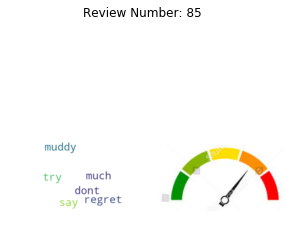 Review Number: 85
muddy
try much
dont
say regret